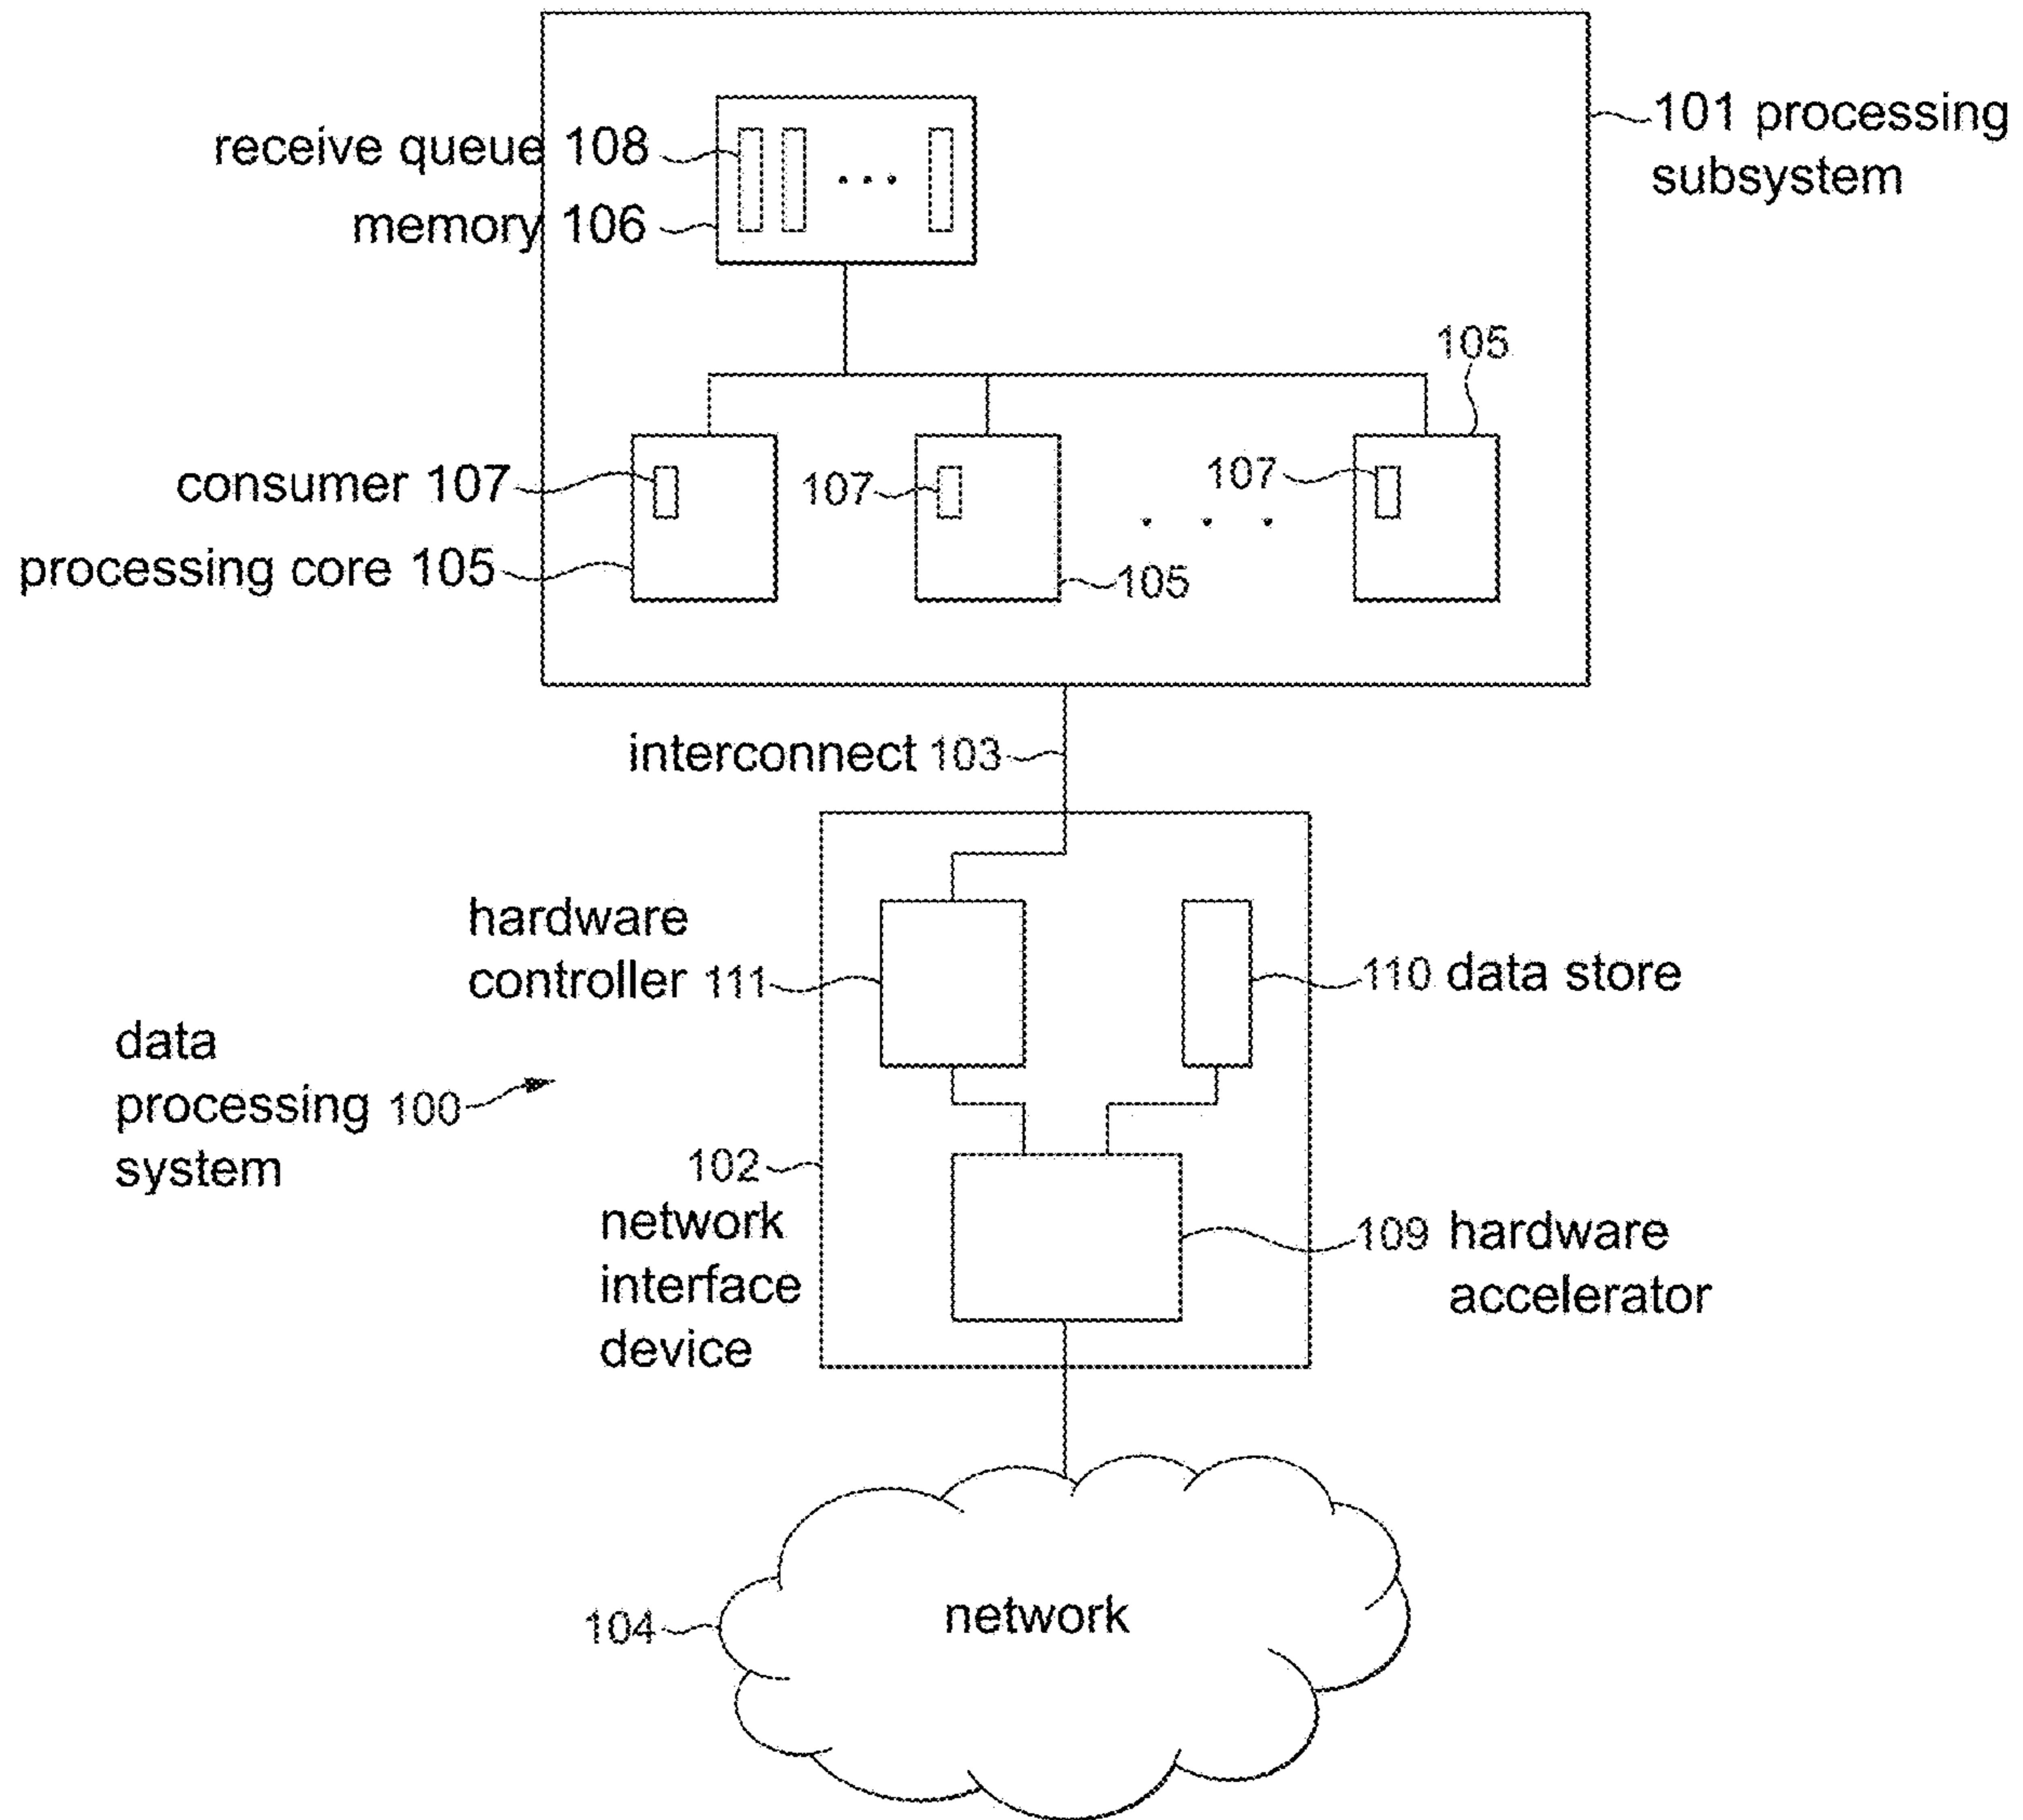 101 processing
subsystem
receive queue 108
memory 106
105
consumer 107
107
107
processing core 105
105
interconnect 103
hardware
controller 111
110 data store
data
processing 100
system
102
network
interface
device
109 hardware
accelerator
104
network